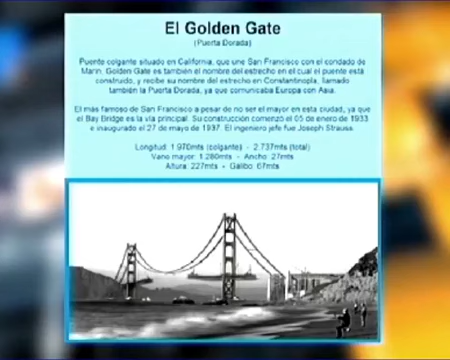 El Golden Gate
(Puerta Dorada)
Puente colgante situado en California, que une San Francisco con el condado de
Marin. Golden Gate es tambien el nombre del estrecho en el cual el puente está
construido, y recibe su nombre del estrecho en Constantinopla, llamado
también la Puerta Dorada, ya que comunicaba Europa con Asia.
El más famoso de San Francisco a pesar de no ser el mayor en esta ciudad, ya que
el Bay Bridge es la vía principal. Su construcción comenzó el 05 de enero de 1933
e inaugurado el 27 de mayo de 1937. El ingeniero jefe fue Joseph Strauss.
Longitud: 1.970mts (colgante) - 2.737mts (total)
Vano mayor: 1.280mts - Ancho: 27mts
Altura: 227mts - Galibo: 67mts